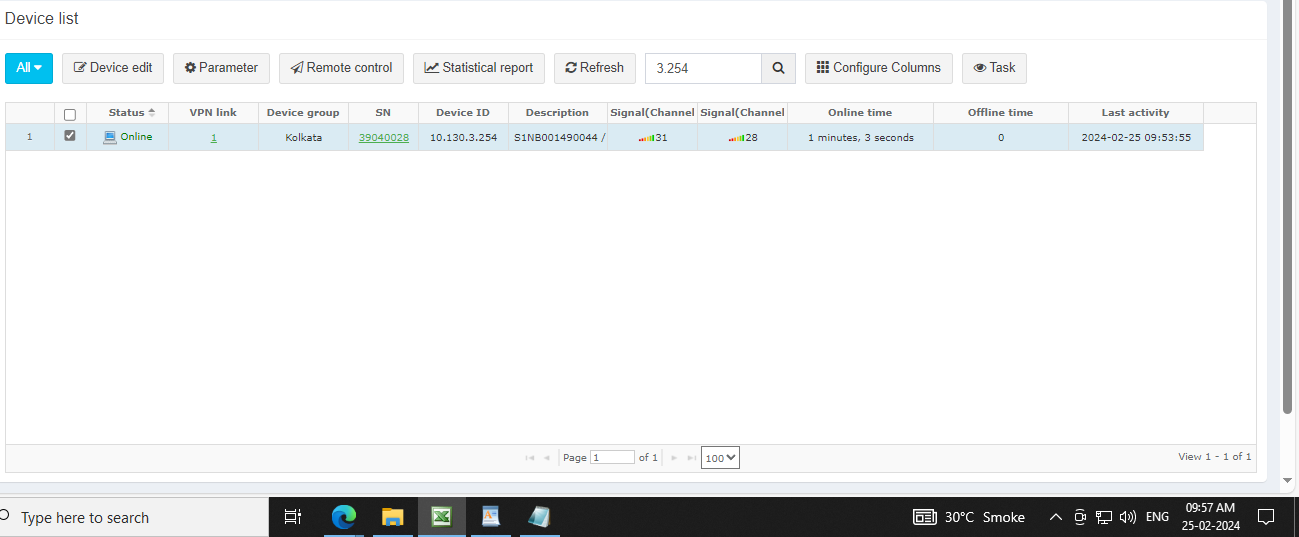 Device list
All Device edit Parameter Remote control Statistical report Refresh 3.254 Configure Columns Task
Status VPN link Device group SN Device ID Description Signal(Channel Signal(Channel Online time Offline time Last activity
1 Online 1 Kolkata 39040028 10.130.3.254 S1NB001490044 / 31 28 1 minutes, 3 seconds 0 2024-02-25 09:53:55
Page 1 of 1 100 View 1 - 1 of 1
Type here to search 30°C Smoke ENG 09:57 AM
25-02-2024